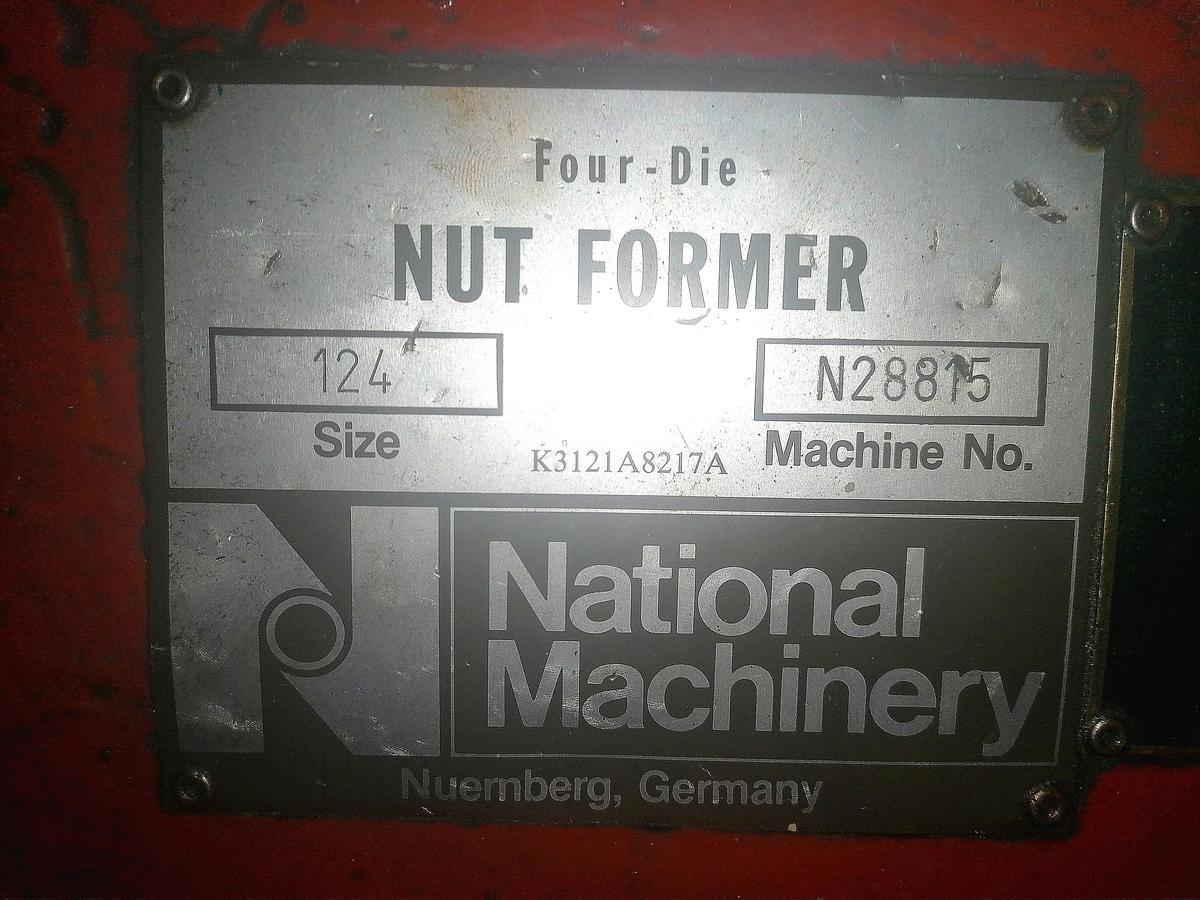 Four-Die
NUT FORMER
124
N28815
Size
K3121A8217A
Machine No.
National
Machinery
Nuernberg, Germany